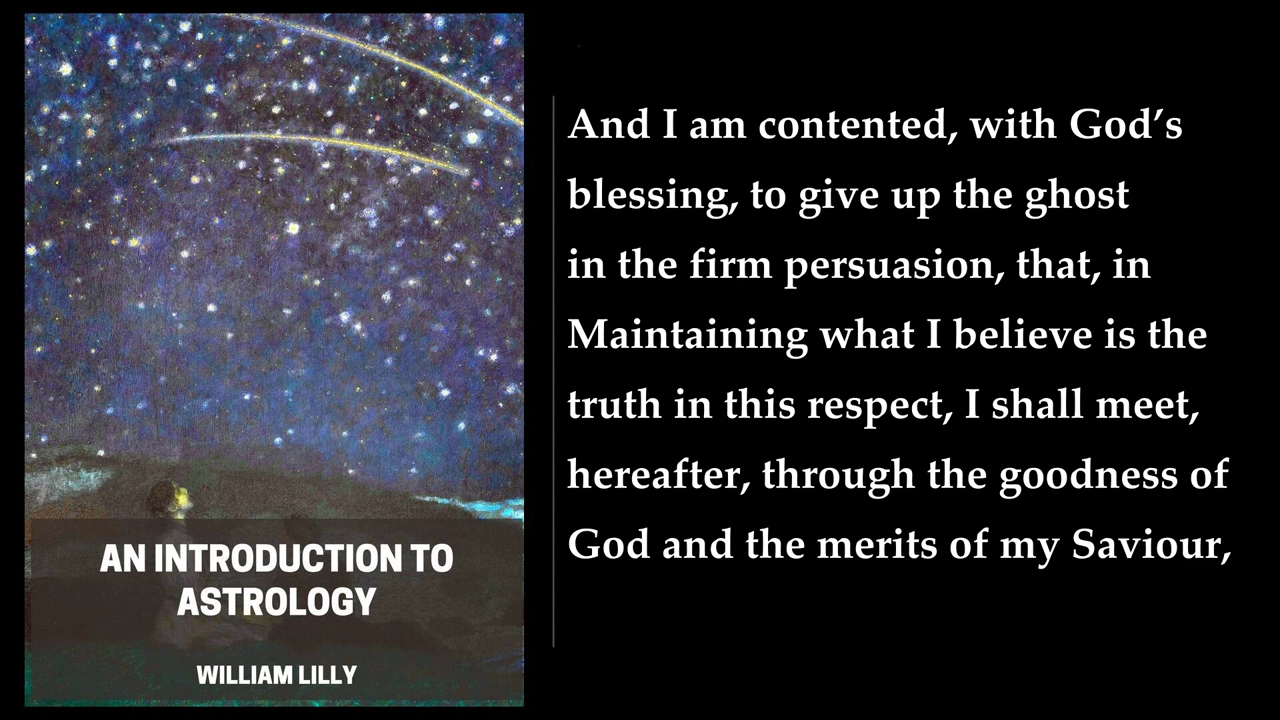 AN INTRODUCTION TO
ASTROLOGY
WILLIAM LILLY
And I am contented, with God’s
blessing, to give up the ghost
in the firm persuasion, that, in
Maintaining what I believe is the
truth in this respect, I shall meet,
hereafter, through the goodness of
God and the merits of my Saviour,